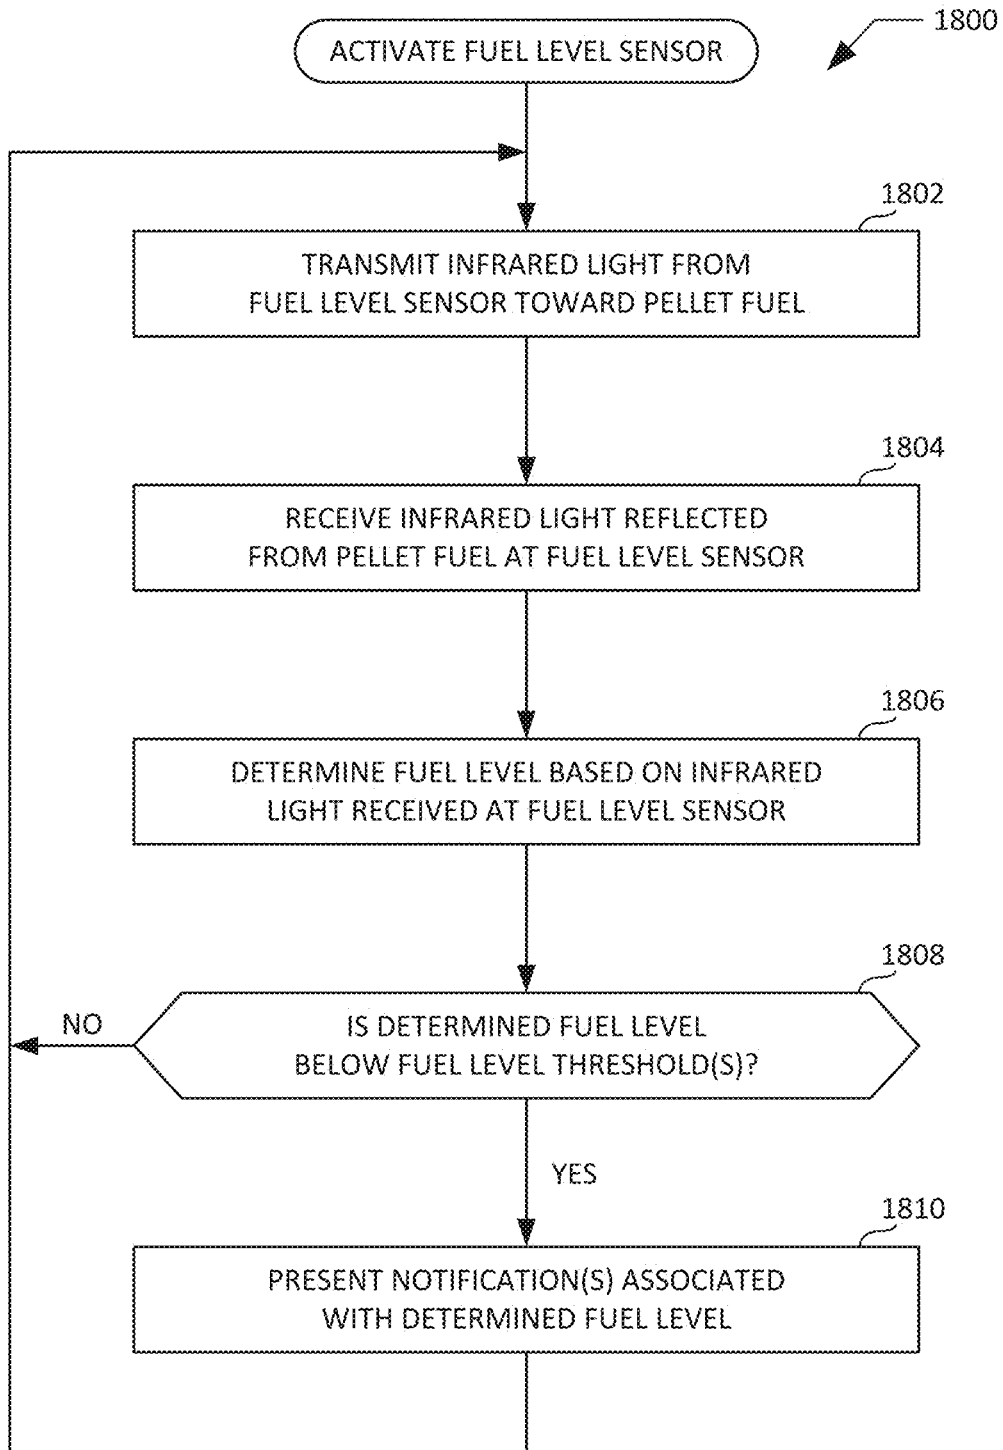 1800
ACTIVATE FUEL LEVEL SENSOR
1802
TRANSMIT INFRARED LIGHT FROM
FUEL LEVEL SENSOR TOWARD PELLET FUEL
1804
RECEIVE INFRARED LIGHT REFLECTED
FROM PELLET FUEL AT FUEL LEVEL SENSOR
1806
DETERMINE FUEL LEVEL BASED ON INFRARED
LIGHT RECEIVED AT FUEL LEVEL SENSOR
1808
NO
IS DETERMINED FUEL LEVEL
BELOW FUEL LEVEL THRESHOLD(S)?
YES
1810
PRESENT NOTIFICATION(S) ASSOCIATED
WITH DETERMINED FUEL LEVEL